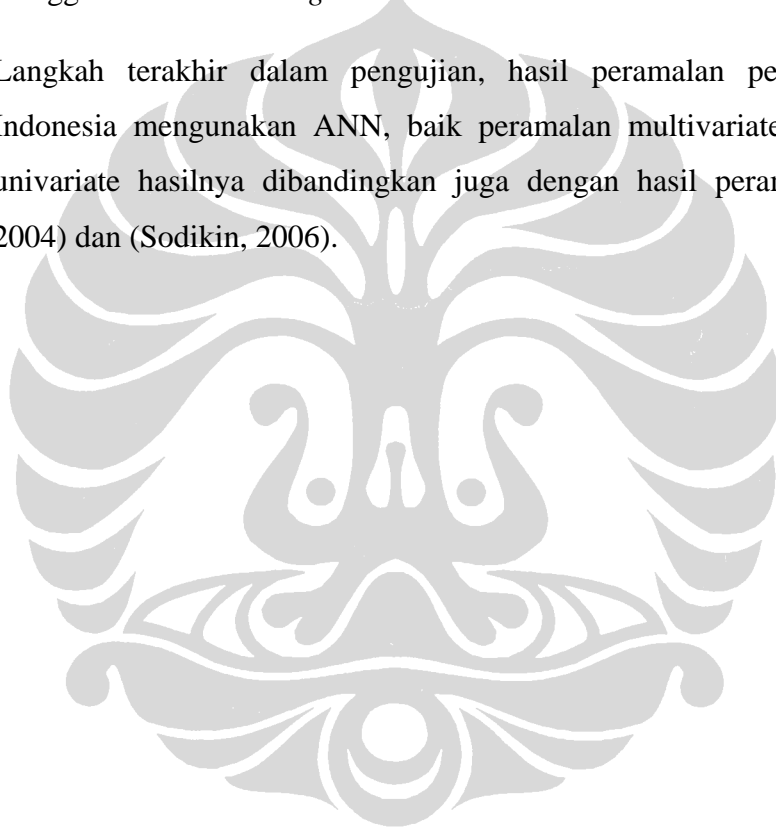 Langkah terakhir dalam pengujian, hasil peramalan pe
Indonesia mengunakan ANN, baik peramalan multivariate
univariate hasilnya dibandingkan juga dengan hasil peram
2004) dan (Sodikin, 2006).